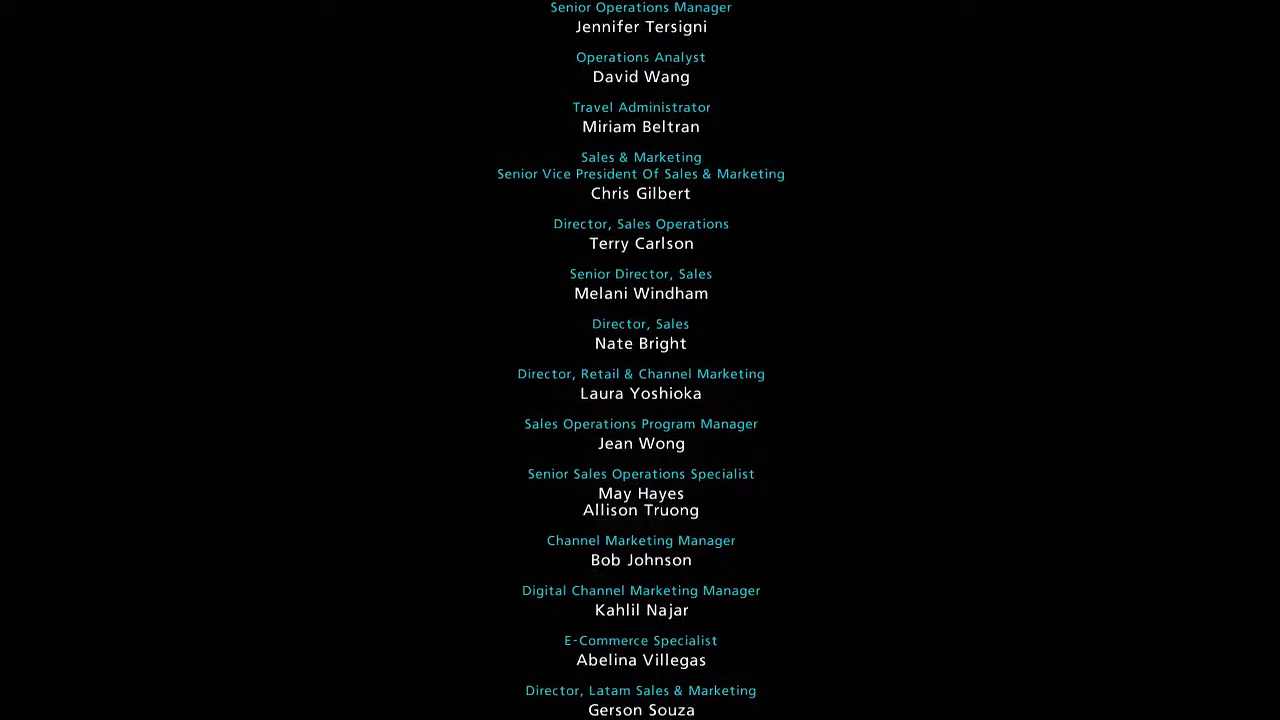 Senior Operations Manager
Jennifer Tersigni
Operations Analyst
David Wang
Travel Administrator
Miriam Beltran
Sales & Marketing
Senior Vice President Of Sales & Marketing
Chris Gilbert
Director, Sales Operations
Terry Carlson
Senior Director, Sales
Melani Windham
Director, Sales
Nate Bright
Director, Retail & Channel Marketing
Laura Yoshioka
Sales Operations Program Manager
Jean Wong
Senior Sales Operations Specialist
May Hayes
Allison Truong
Channel Marketing Manager
Bob Johnson
Digital Channel Marketing Manager
Kahlil Najar
E-Commerce Specialist
Abelina Villegas
Director, Latam Sales & Marketing
Gerson Souza